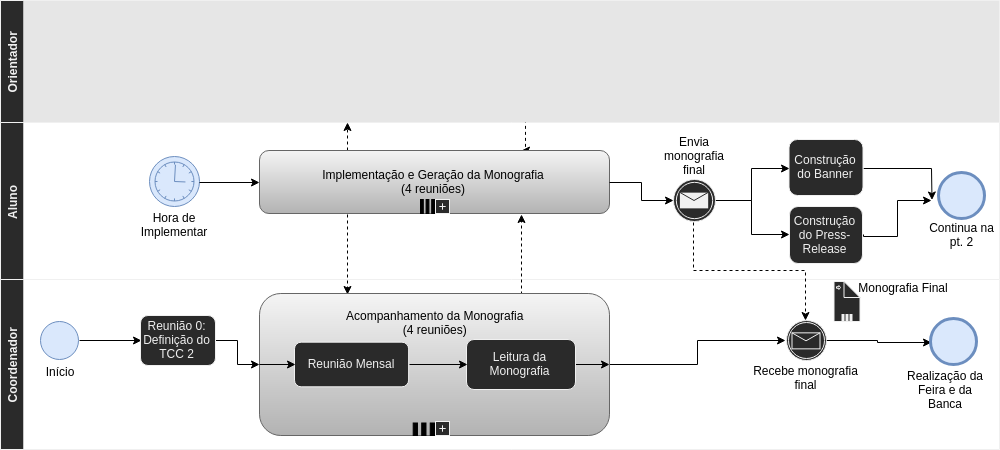 Orientador
Aluno
Hora de
Implementar
Implementação e Geração da Monografia
(4 reuniões)
Envia
monografia
final
Construção
do Banner
Construção
do Press-
Release
Continua na
pt. 2
Coordenador
Início
Reunião 0:
Definição do
TCC 2
Acompanhamento da Monografia
(4 reuniões)
Reunião Mensal
Leitura da
Monografia
Monografia Final
Recebe monografia
final
Realização da
Feira e da
Banca